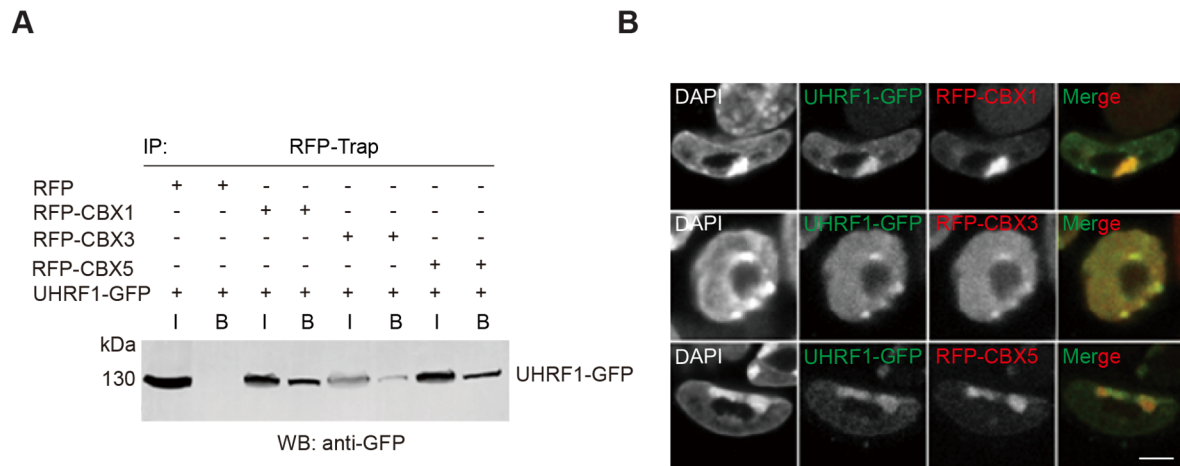 A
IP: RFP-Trap
RFP + + - - - - - -
RFP-CBX1 - - + + - - - -
RFP-CBX3 - - - - + + - -
RFP-CBX5 - - - - - - + +
UHRF1-GFP + + + + + + + +
I B I B I B I B
kDa
130 UHRF1-GFP
WB: anti-GFP
B
DAPI UHRF1-GFP RFP-CBX1 Merge
DAPI UHRF1-GFP RFP-CBX3 Merge
DAPI UHRF1-GFP RFP-CBX5 Merge